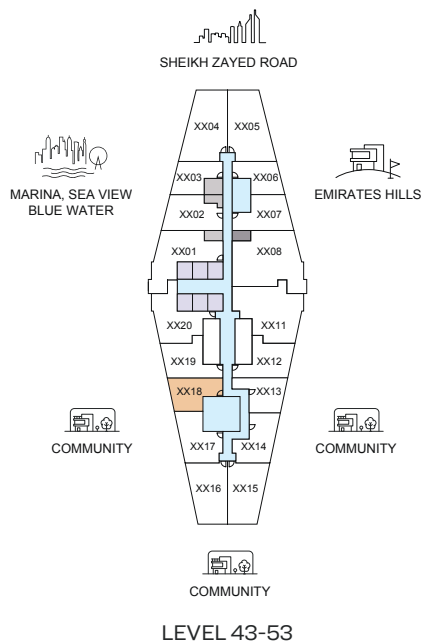 SHEIKH ZAYED ROAD
XX04 XX05
MARINA, SEA VIEW
BLUE WATER
EMIRATES HILLS
XX03 XX06
XX02 XX07
XX01 XX08
XX20 XX11
XX19 XX12
XX18 XX13
COMMUNITY
COMMUNITY
XX17 XX14
XX16 XX15
COMMUNITY
LEVEL 43-53